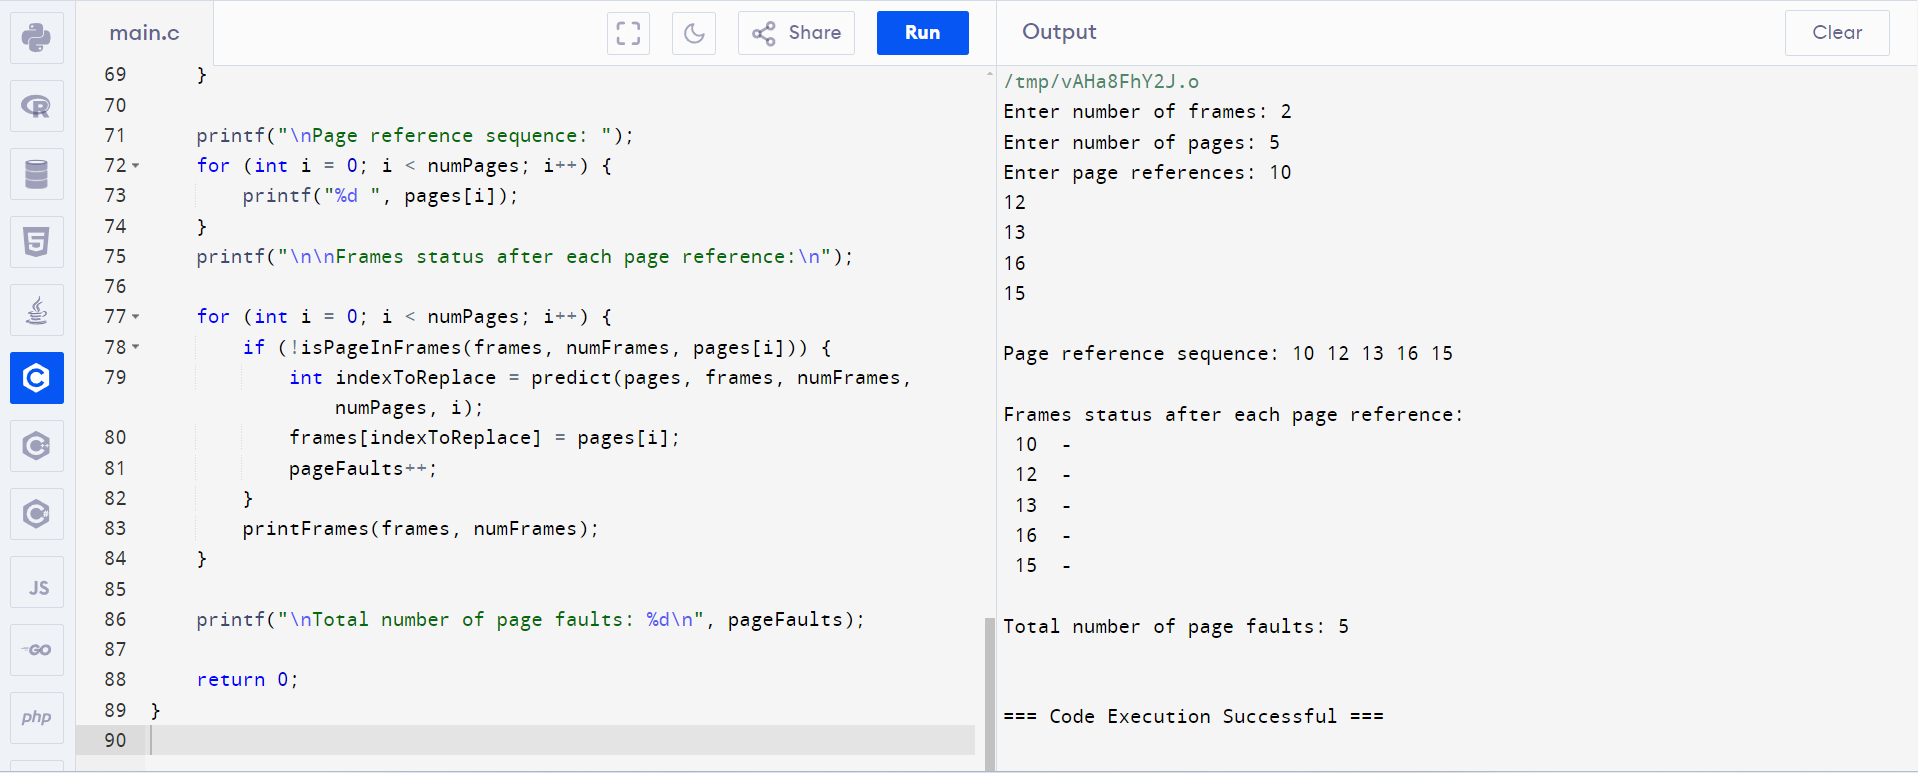 main.c
Share
Run
Output
Clear
69 }
70
71 printf("\nPage reference sequence: ");
72 for (int i = 0; i < numPages; i++) {
73 printf("%d ", pages[i]);
74 }
75 printf("\n\nFrames status after each page reference:\n");
76
77 for (int i = 0; i < numPages; i++) {
78 if (!isPageInFrames(frames, numFrames, pages[i])) {
79 int indexToReplace = predict(pages, frames, numFrames,
numPages, i);
80 frames[indexToReplace] = pages[i];
81 pageFaults++;
82 }
83 printFrames(frames, numFrames);
84 }
85
86 printf("\nTotal number of page faults: %d\n", pageFaults);
87
88 return 0;
89 }
90
/tmp/vAHa8FhY2J.o
Enter number of frames: 2
Enter number of pages: 5
Enter page references: 10
12
13
16
15
Page reference sequence: 10 12 13 16 15
Frames status after each page reference:
10 -
12 -
13 -
16 -
15 -
Total number of page faults: 5
=== Code Execution Successful ===
R
5
C
C++
C#
JS
GO
php